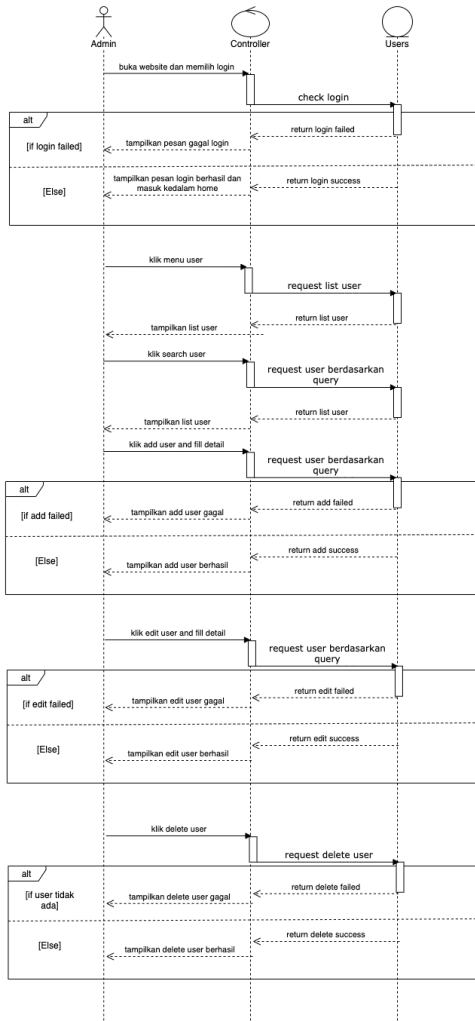 Admin
Controller
Users
buka website dan memilih login
check login
alt
return login failed
[if login failed]
tampilkan pesan gagal login
tampilkan pesan login berhasil dan
masuk kedalam home
return login success
[Else]
klik menu user
request list user
return list user
tampilkan list user
klik search user
request user berdasarkan
query
return list user
tampilkan list user
klik add user and fill detail
request user berdasarkan
query
alt
return add failed
[if add failed]
tampilkan add user gagal
return add success
[Else]
tampilkan add user berhasil
klik edit user and fill detail
request user berdasarkan
query
alt
return edit failed
[if edit failed]
tampilkan edit user gagal
return edit success
[Else]
tampilkan edit user berhasil
klik delete user
request delete user
alt
return delete failed
[if user tidak
ada]
tampilkan delete user gagal
return delete success
[Else]
tampilkan delete user berhasil